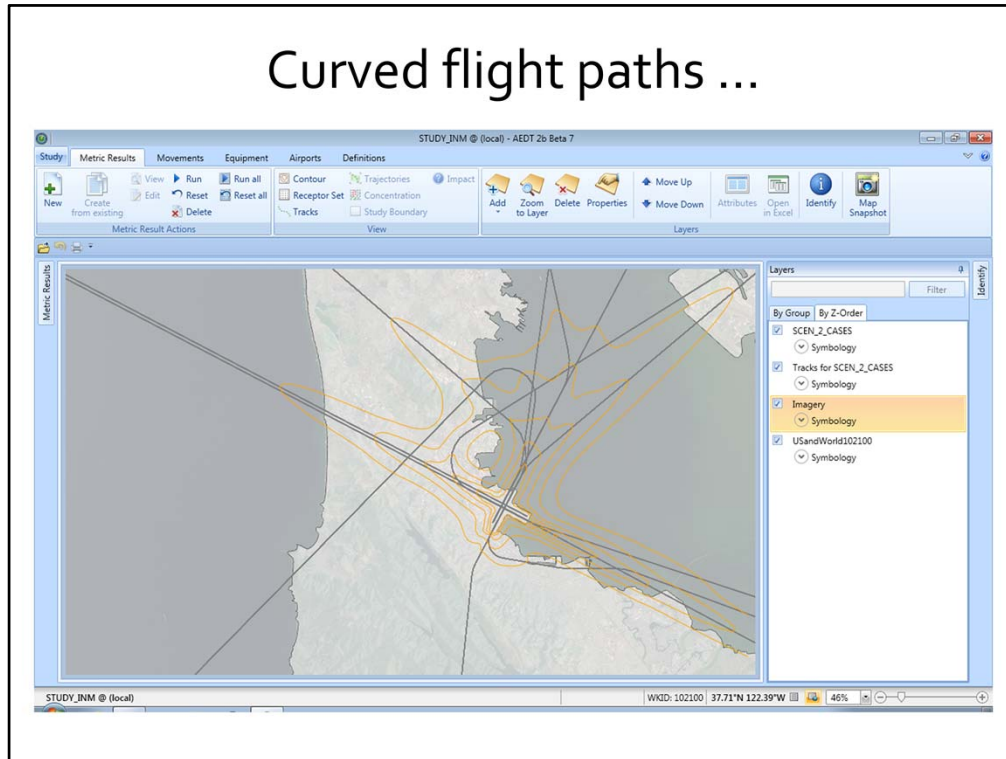 Curved flight paths ...
STUDY_INM @ (local) - AEDT 2b Beta 7
Study Metric Results Movements Equipment Airports Definitions
New
Create
from existing
View
Edit
Run
Reset
Delete
Run all
Reset all
Metric Result Actions
Contour
Receptor Set
Tracks
Trajectories
Concentration
Study Boundary
Impact
View
Add
Zoom
to Layer
Delete
Properties
Move Up
Move Down
Attributes
Open
in Excel
Identify
Map
Snapshot
Layers
Metric Results
Layers
Filter
By Group By Z-Order
SCEN_2_CASES
Symbology
Tracks for SCEN_2_CASES
Symbology
Imagery
Symbology
USandWorld102100
Symbology
Identify
STUDY_INM @ (local)
WKID: 102100 37.71°N 122.39°W 46%